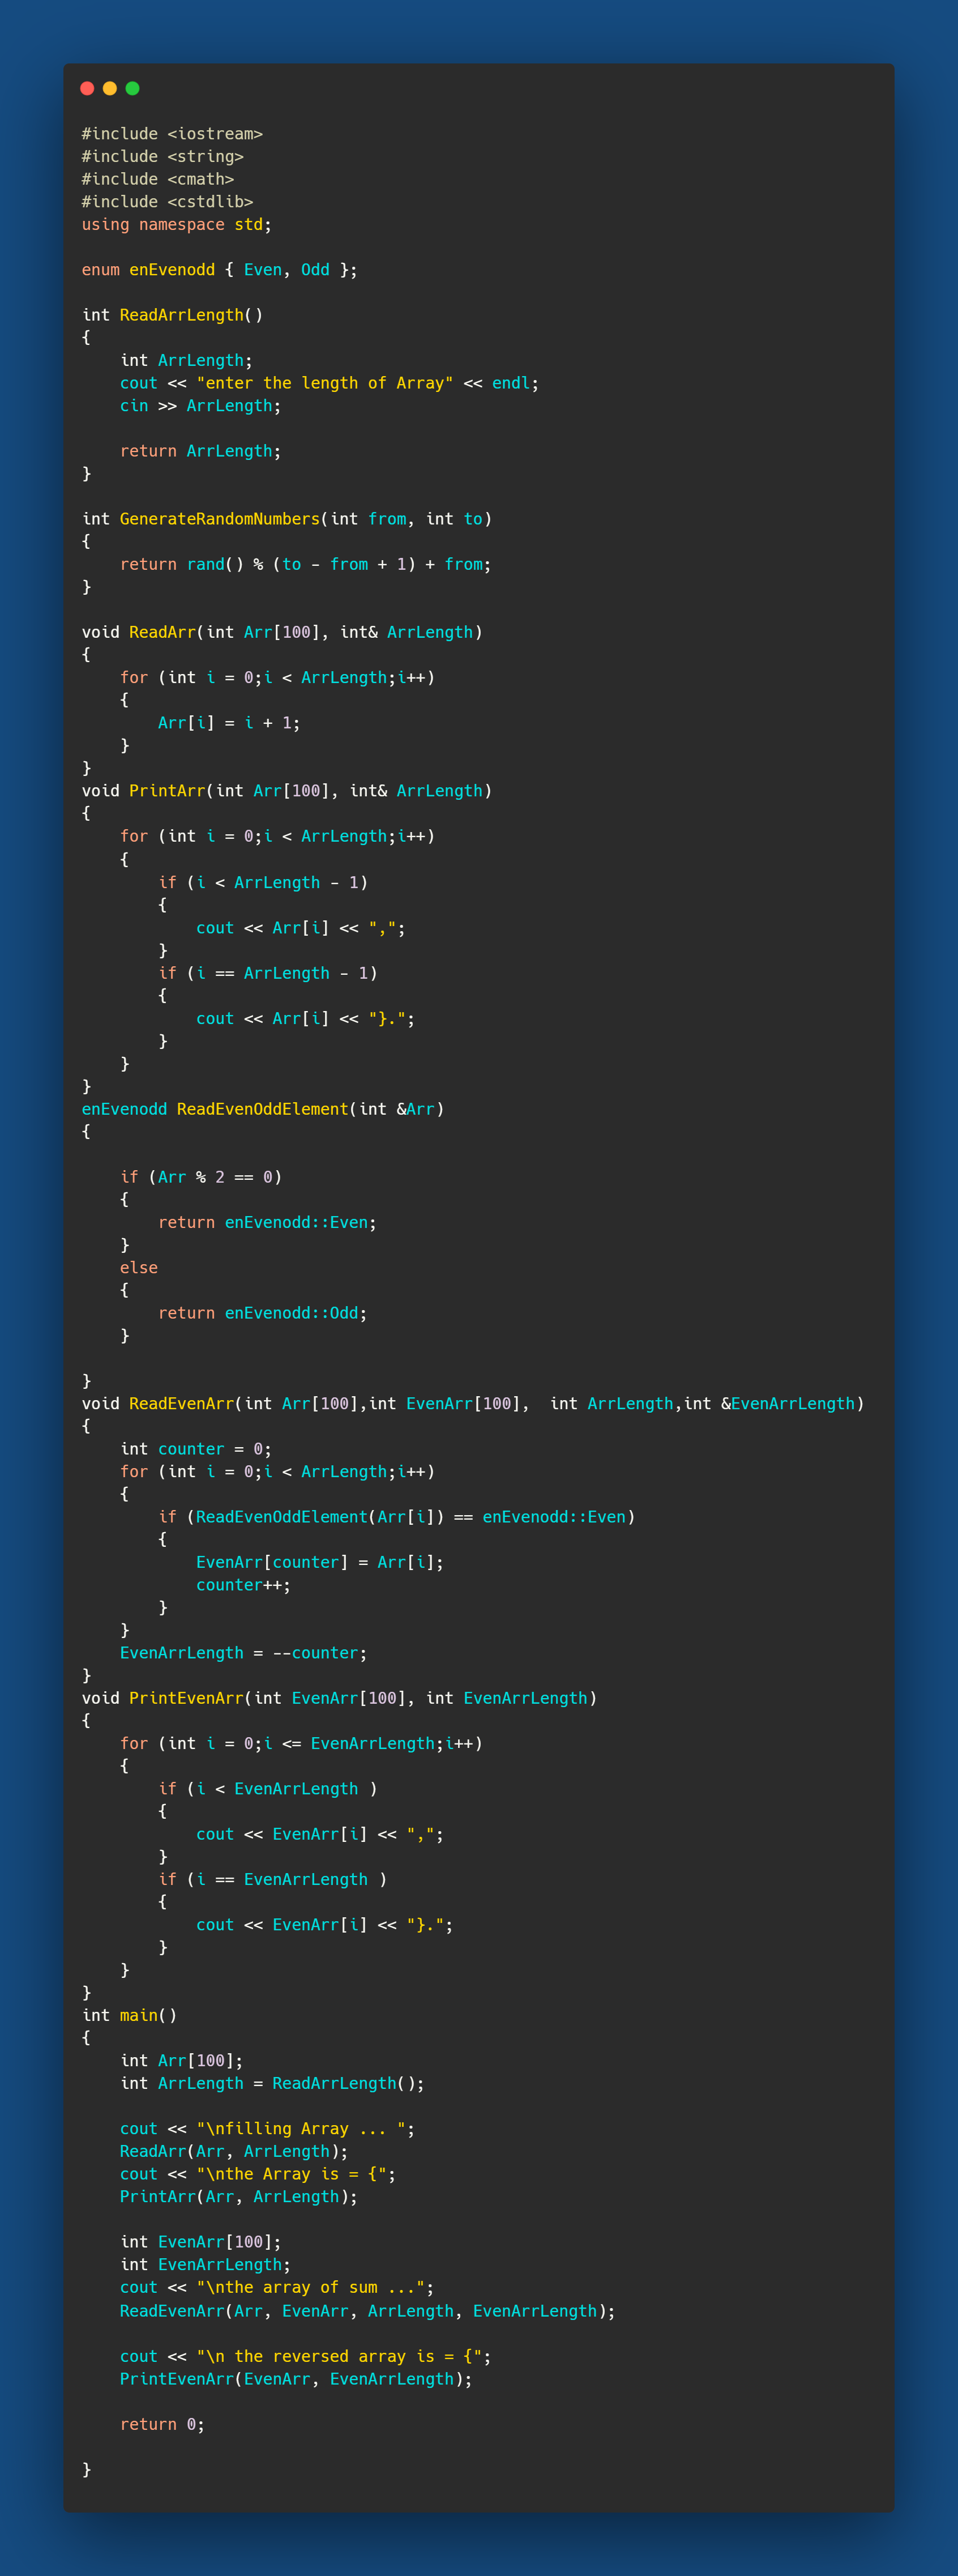 #include <iostream>
#include <string>
#include <cmath>
#include <cstdlib>
using namespace std;

enum enEvenodd { Even, Odd };

int ReadArrLength()
{
    int ArrLength;
    cout << "enter the length of Array" << endl;
    cin >> ArrLength;

    return ArrLength;
}

int GenerateRandomNumbers(int from, int to)
{
    return rand() % (to - from + 1) + from;
}

void ReadArr(int Arr[100], int& ArrLength)
{
    for (int i = 0;i < ArrLength;i++)
    {
        Arr[i] = i + 1;
    }
}
void PrintArr(int Arr[100], int& ArrLength)
{
    for (int i = 0;i < ArrLength;i++)
    {
        if (i < ArrLength - 1)
        {
            cout << Arr[i] << ",";
        }
        if (i == ArrLength - 1)
        {
            cout << Arr[i] << "}.";
        }
    }
}
enEvenodd ReadEvenOddElement(int &Arr)
{

    if (Arr % 2 == 0)
    {
        return enEvenodd::Even;
    }
    else
    {
        return enEvenodd::Odd;
    }

}
void ReadEvenArr(int Arr[100],int EvenArr[100],  int ArrLength,int &EvenArrLength)
{
    int counter = 0;
    for (int i = 0;i < ArrLength;i++)
    {
        if (ReadEvenOddElement(Arr[i]) == enEvenodd::Even)
        {
            EvenArr[counter] = Arr[i];
            counter++;
        }
    }
    EvenArrLength = --counter;
}
void PrintEvenArr(int EvenArr[100], int EvenArrLength)
{
    for (int i = 0;i <= EvenArrLength;i++)
    {
        if (i < EvenArrLength )
        {
            cout << EvenArr[i] << ",";
        }
        if (i == EvenArrLength )
        {
            cout << EvenArr[i] << "}.";
        }
    }
}
int main()
{
    int Arr[100];
    int ArrLength = ReadArrLength();

    cout << "\nfilling Array ... ";
    ReadArr(Arr, ArrLength);
    cout << "\nthe Array is = {";
    PrintArr(Arr, ArrLength);

    int EvenArr[100];
    int EvenArrLength;
    cout << "\nthe array of sum ...";
    ReadEvenArr(Arr, EvenArr, ArrLength, EvenArrLength);

    cout << "\n the reversed array is = {";
    PrintEvenArr(EvenArr, EvenArrLength);

    return 0;

}